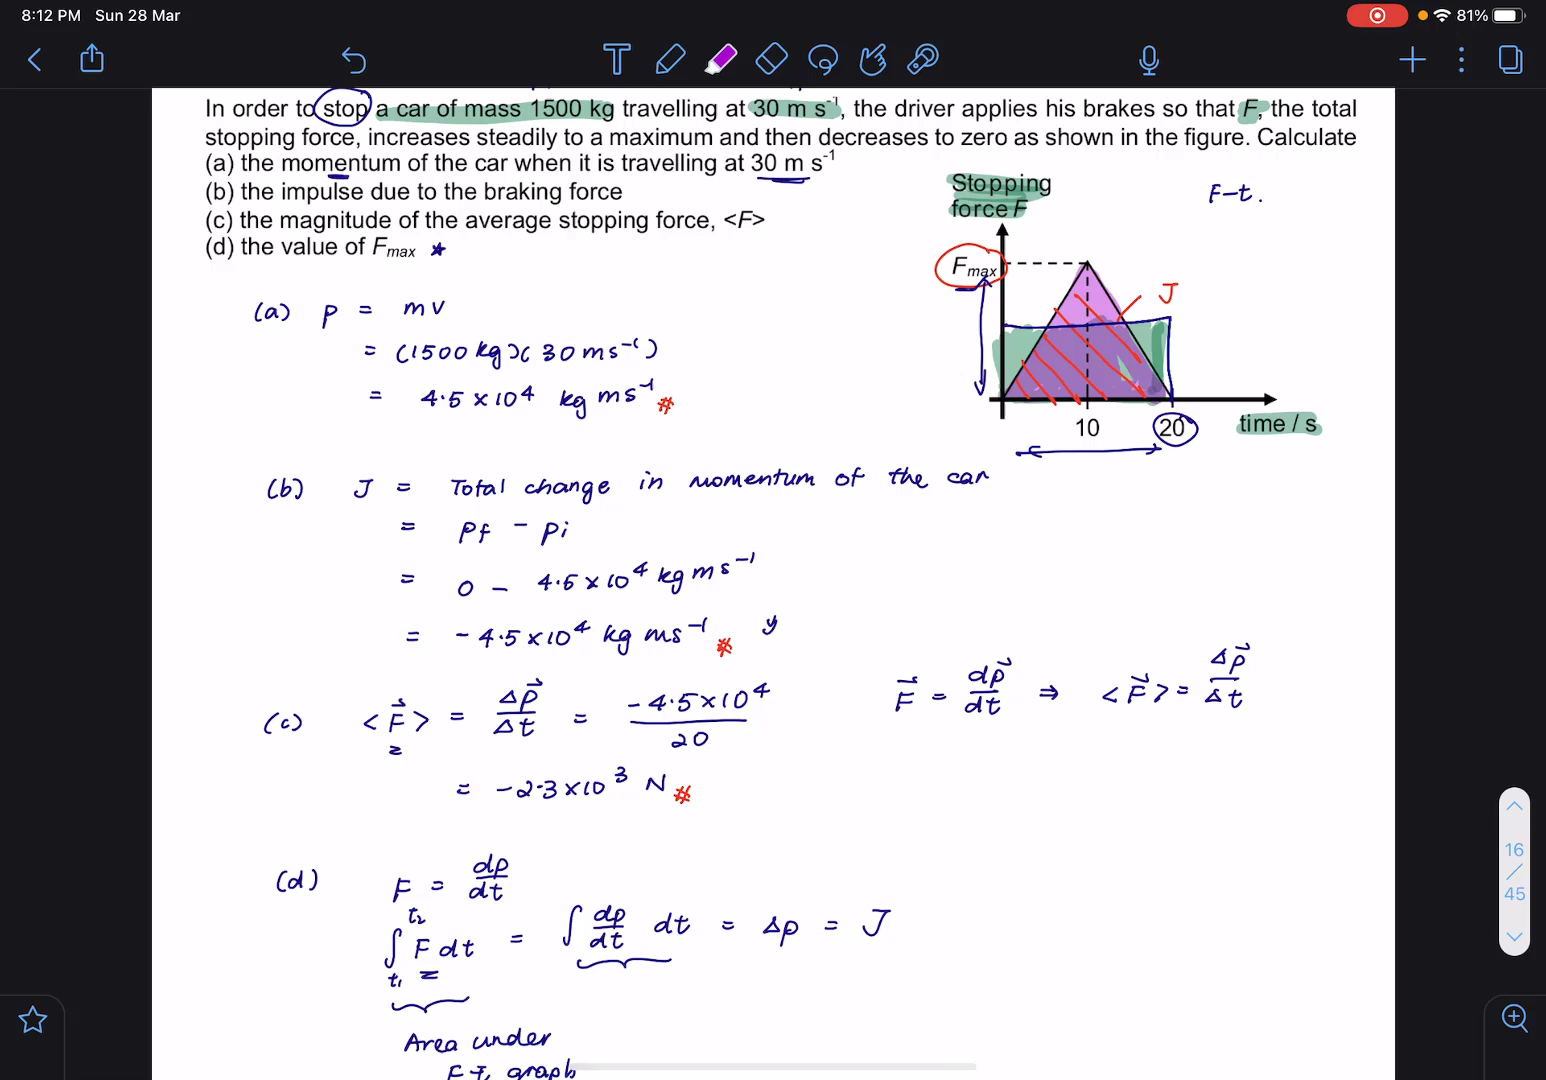 8:12 PM Sun 28 Mar
81%
In order to stop a car of mass 1500 kg travelling at 30 m s⁻¹, the driver applies his brakes so that F, the total
stopping force, increases steadily to a maximum and then decreases to zero as shown in the figure. Calculate
(a) the momentum of the car when it is travelling at 30 m s⁻¹
(b) the impulse due to the braking force
(c) the magnitude of the average stopping force, <F>
(d) the value of Fmax ★
Stopping
force F
F-t.
Fmax
J
10
20
time / s
(a) p = mv
= (1500 kg)(30 ms⁻¹)
= 4.5 × 10⁴ kg ms⁻¹ #
(b) J = Total change in momentum of the car
= Pf - Pi
= 0 - 4.5 × 10⁴ kg ms⁻¹
= -4.5 × 10⁴ kg ms⁻¹ #
(c) <F⃗> = Δp⃗/Δt = -4.5×10⁴/20
= -2.3×10³ N #
F⃗ = dp⃗/dt ⇒ <F⃗> = Δp⃗/Δt
(d) F = dp/dt
∫t₁t₂ F dt = ∫ dp/dt dt = Δp = J
Area under
F-t graph
16
/
45